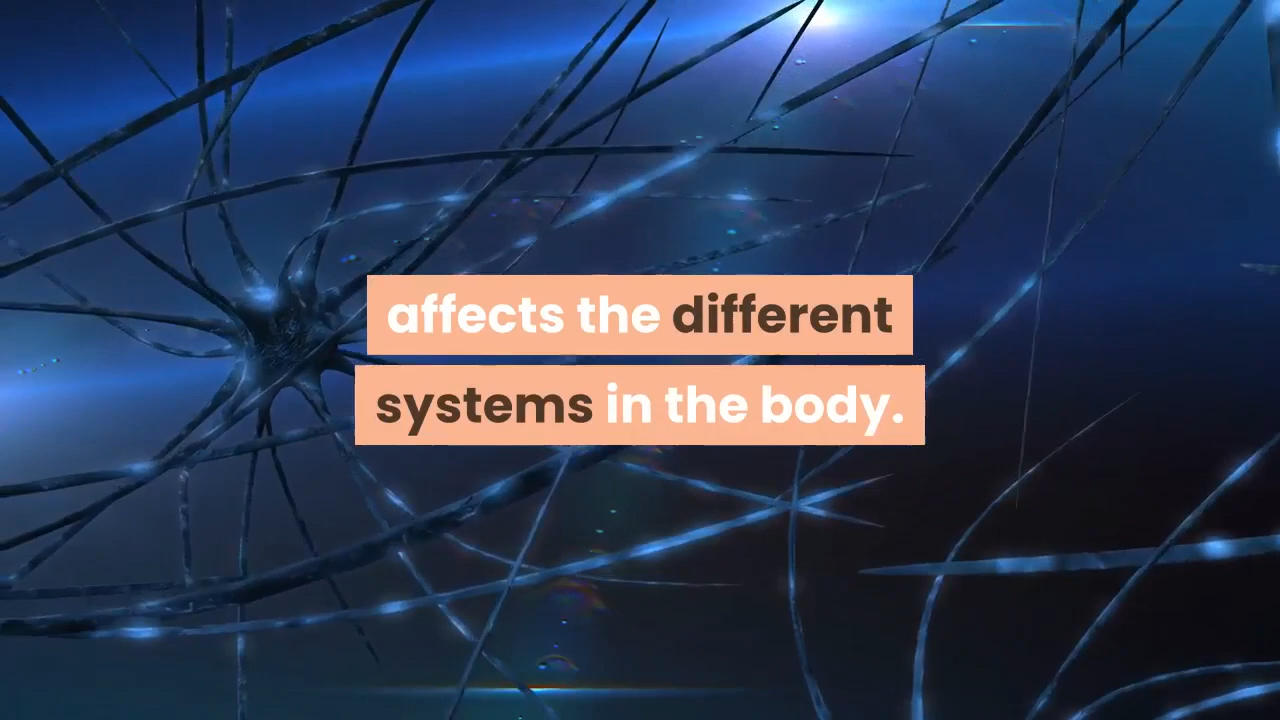 affects the different
systems in the body.